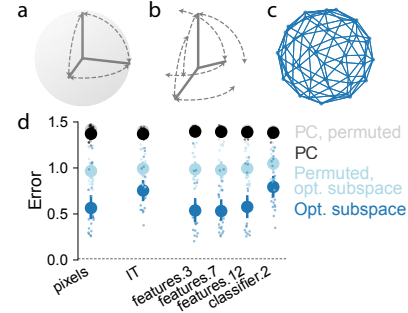 a
b
c
d
1.5
1.0
0.5
0.0
Error
pixels
IT
features.3
features.7
features.12
classifier.2
PC, permuted
PC
Permuted,
opt. subspace
Opt. subspace